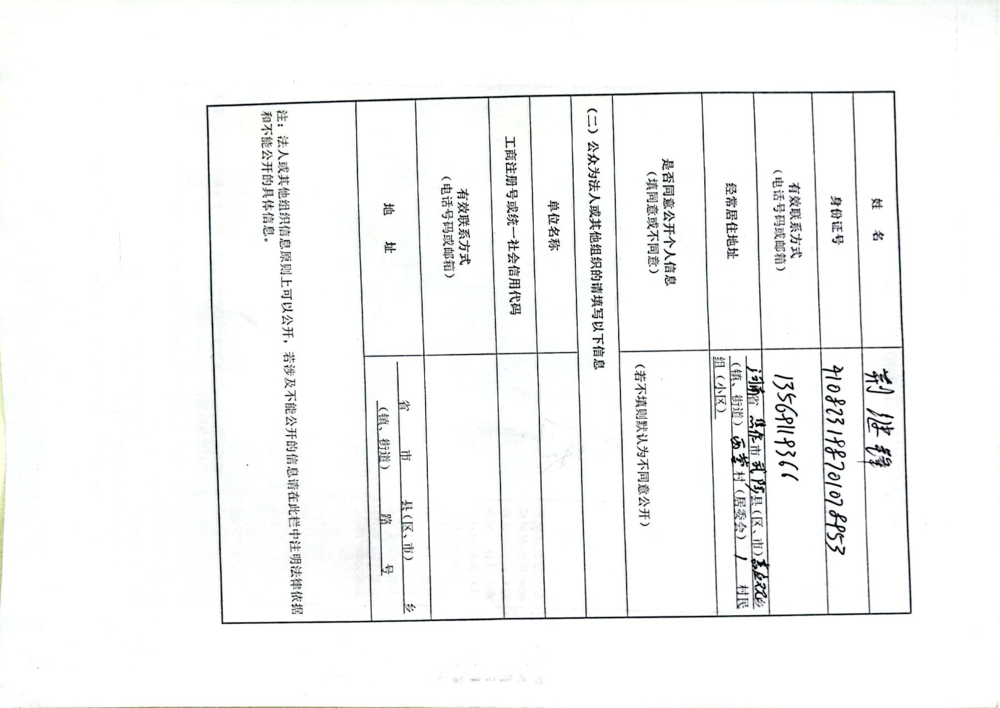 姓 名
荆继锋
身份证号
410823198701078953
有效联系方式
（电话号码或邮箱）
13569119366
经常居住地址
河南省 焦作市 武陟县（区、市）嘉应观乡
（镇、街道） 西营村（居委会） 1 村民
组（小区）
是否同意公开个人信息
（填同意或不同意）
（若不填则默认为不同意公开）
（二）公众为法人或其他组织的请填写以下信息
单位名称
工商注册号或统一社会信用代码
有效联系方式
（电话号码或邮箱）
地 址
省 市 县（区、市） 乡
（镇、街道） 路 号
注：法人或其他组织信息原则上可以公开，若涉及不能公开的信息请在此栏中注明法律依据
和不能公开的具体信息。